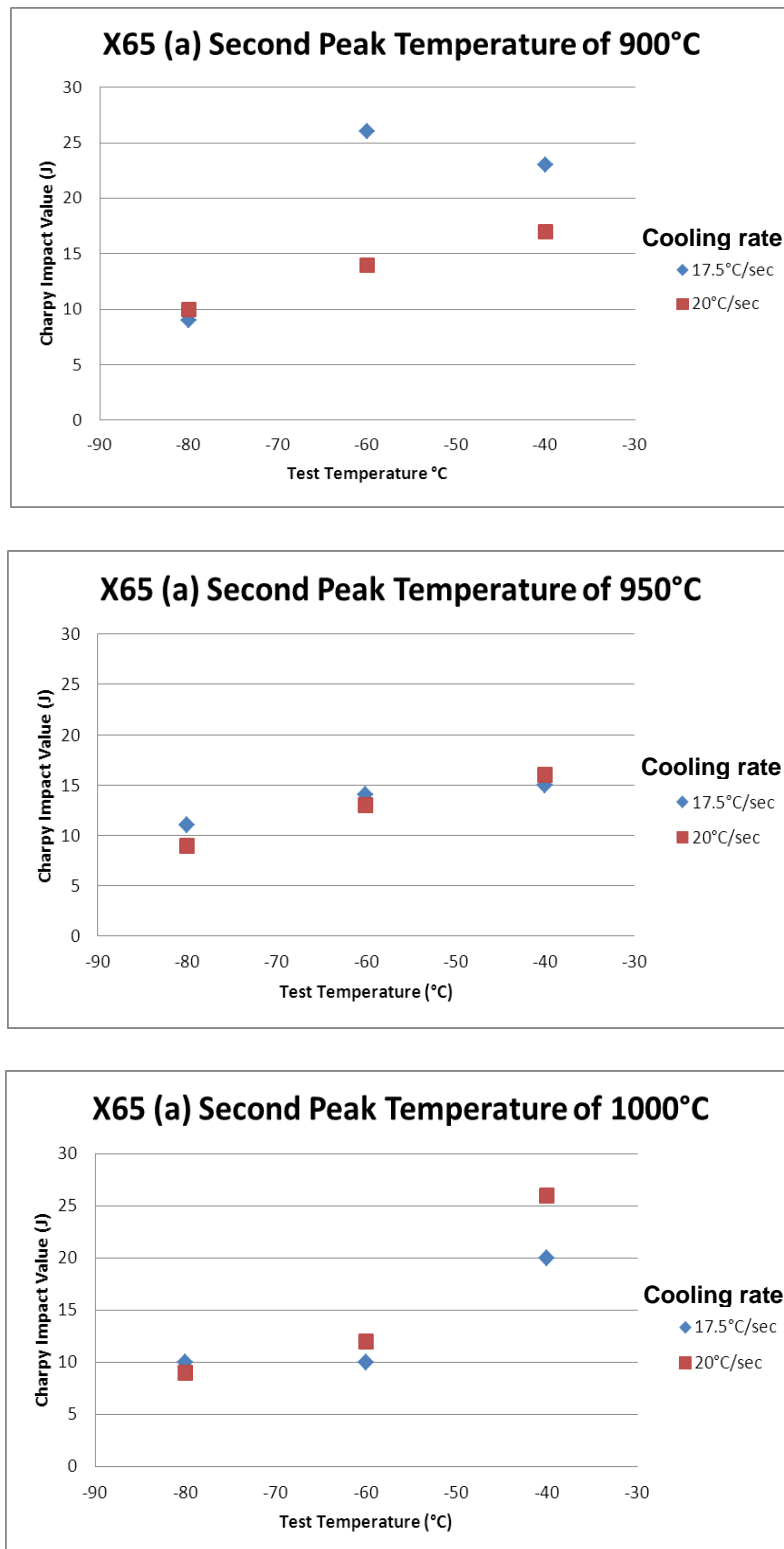 X65 (a) Second Peak Temperature of 900°C
30
25
20
15
10
5
0
Charpy Impact Value (J)
-90 -80 -70 -60 -50 -40 -30
Test Temperature °C
Cooling rate
17.5°C/sec
20°C/sec
X65 (a) Second Peak Temperature of 950°C
30
25
20
15
10
5
0
Charpy Impact Value (J)
-90 -80 -70 -60 -50 -40 -30
Test Temperature (°C)
Cooling rate
17.5°C/sec
20°C/sec
X65 (a) Second Peak Temperature of 1000°C
30
25
20
15
10
5
0
Charpy Impact Value (J)
-90 -80 -70 -60 -50 -40 -30
Test Temperature (°C)
Cooling rate
17.5°C/sec
20°C/sec